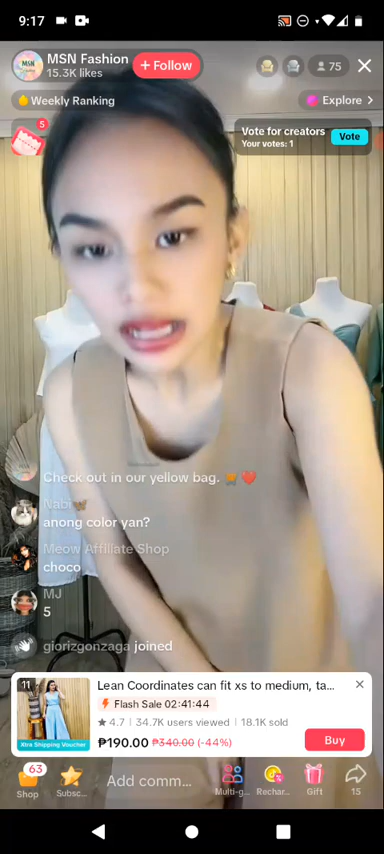 9:17
MSN Fashion
15.3K likes
+ Follow
75
Weekly Ranking
Explore
5
Vote for creators
Your votes: 1
Vote
Check out in our yellow bag.
Nabi
anong color yan?
Meow Affiliate Shop
choco
MJ
5
giorizgonzaga joined
11
Xtra Shipping Voucher
Lean Coordinates can fit xs to medium, ta...
Flash Sale 02:41:44
4.7 | 34.7K users viewed | 18.1K sold
₱190.00 ₱340.00 (-44%)
Buy
63
Shop
Subsc...
Add comm...
Multi-g...
Rechar...
Gift
15